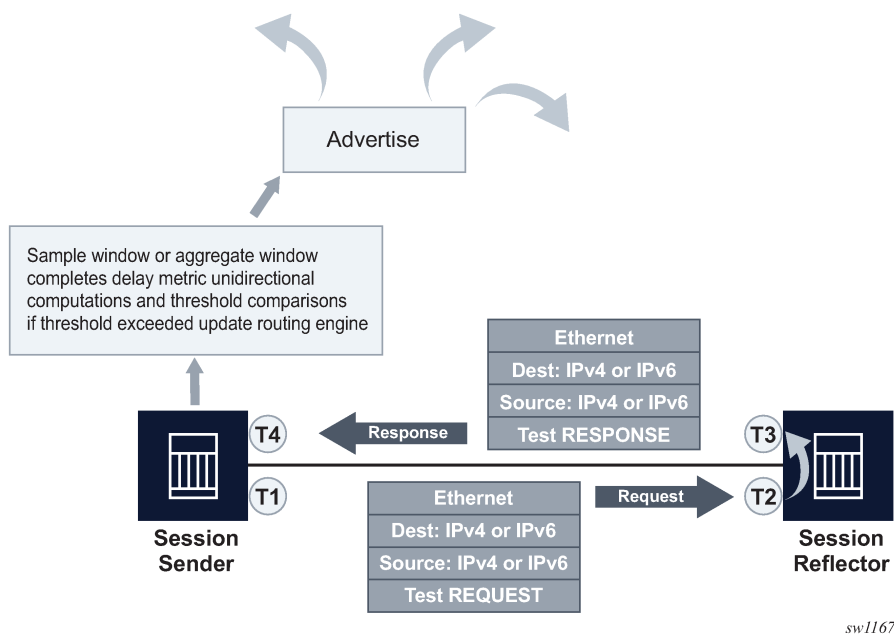 Advertise
Sample window or aggregate window
completes delay metric unidirectional
computations and threshold comparisons
if threshold exceeded update routing engine
Ethernet
Dest: IPv4 or IPv6
Source: IPv4 or IPv6
Test RESPONSE
T4
Response
T3
T1
Ethernet
Dest: IPv4 or IPv6
Source: IPv4 or IPv6
Test REQUEST
Request
T2
Session
Sender
Session
Reflector
sw1167